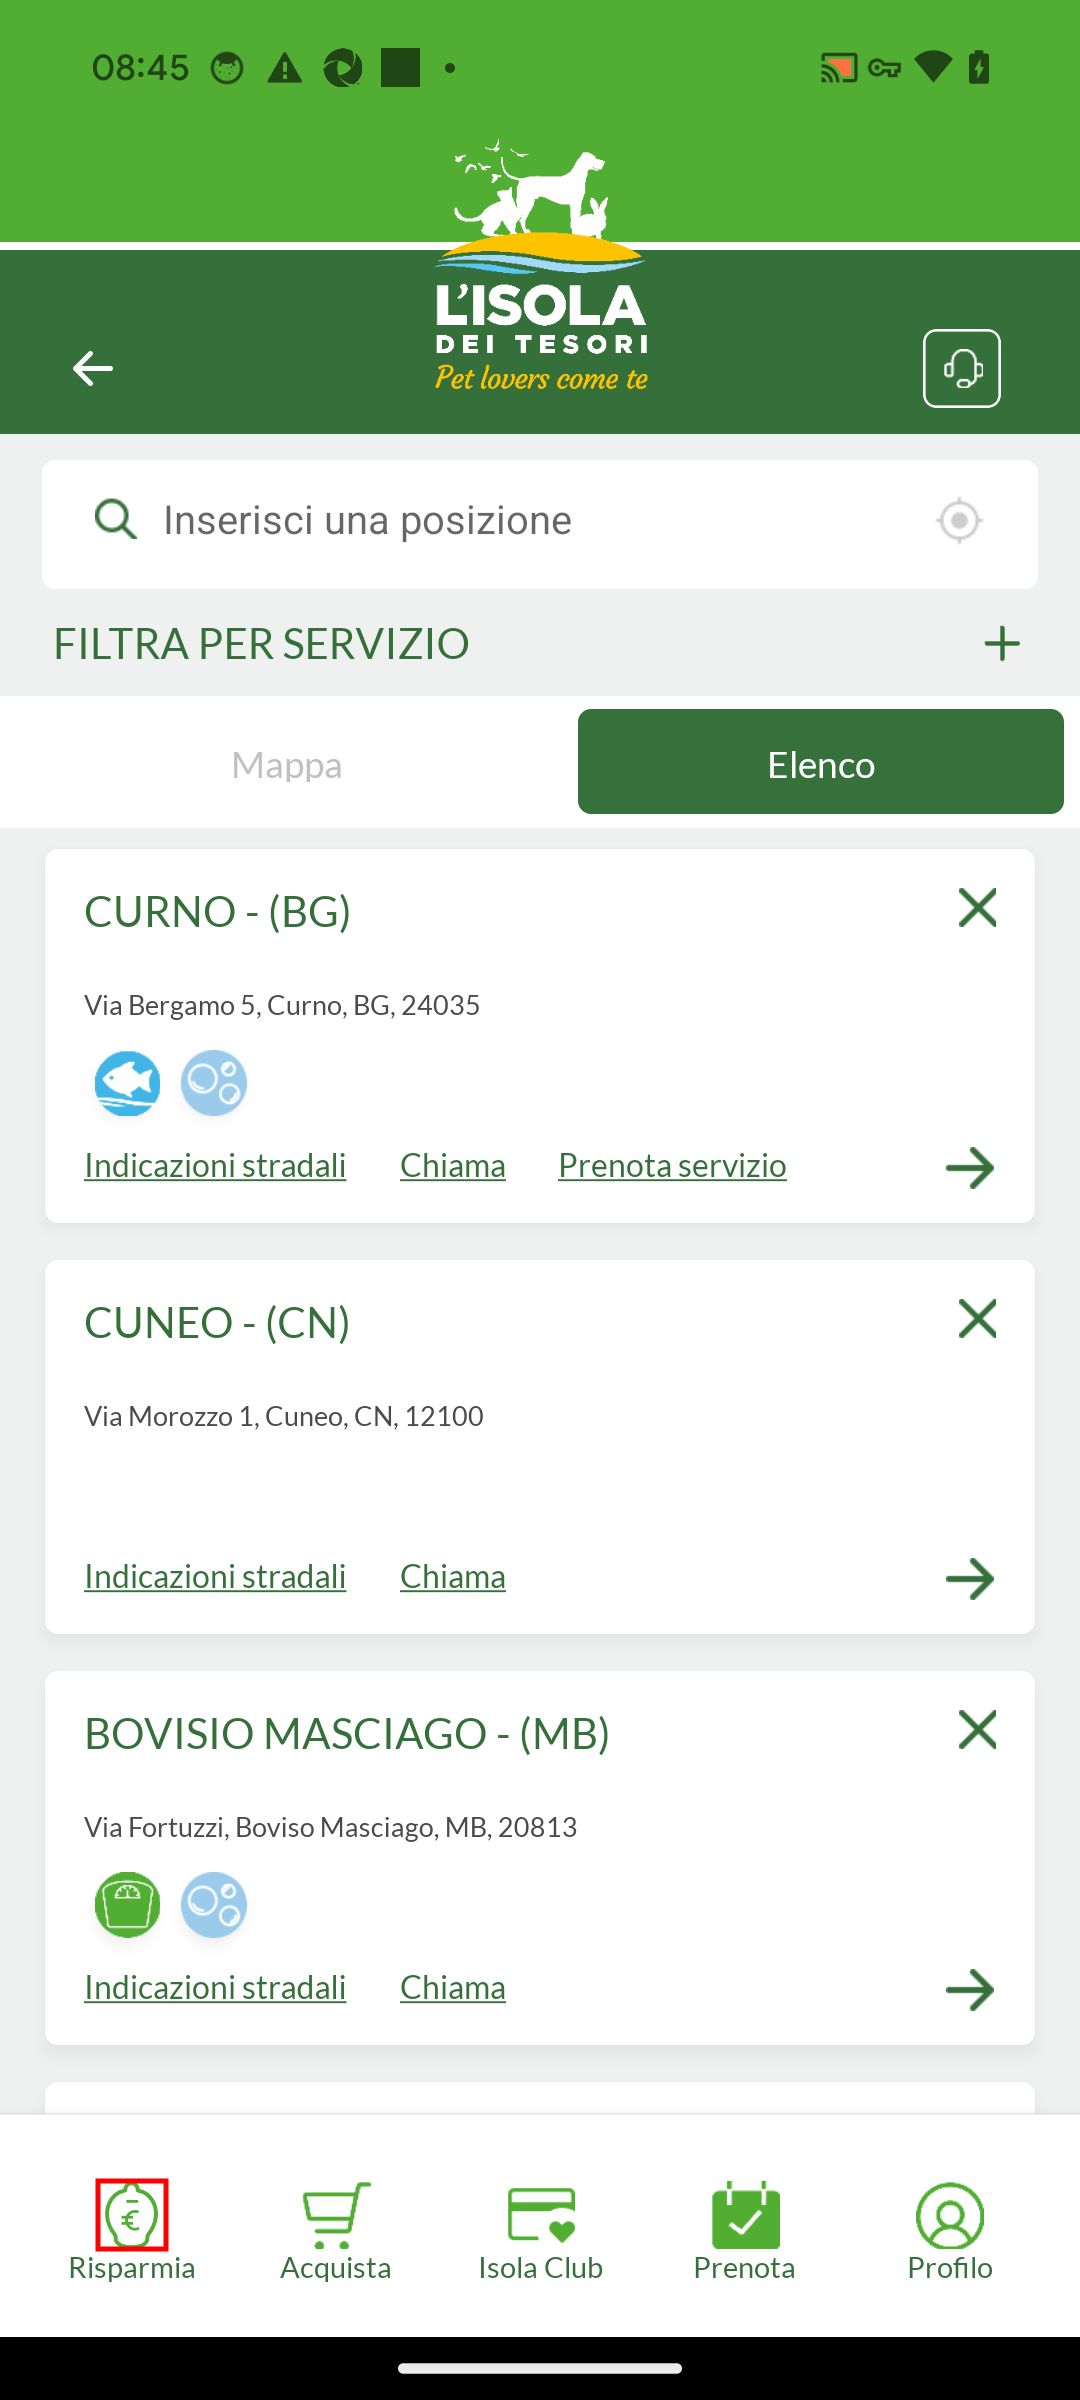 08:45
L'ISOLA
DEI TESORI
Pet lovers come te
Inserisci una posizione
FILTRA PER SERVIZIO
Mappa
Elenco
CURNO - (BG)
Via Bergamo 5, Curno, BG, 24035
Indicazioni stradali Chiama Prenota servizio
CUNEO - (CN)
Via Morozzo 1, Cuneo, CN, 12100
Indicazioni stradali Chiama
BOVISIO MASCIAGO - (MB)
Via Fortuzzi, Boviso Masciago, MB, 20813
Indicazioni stradali Chiama
€
Risparmia Acquista Isola Club Prenota Profilo